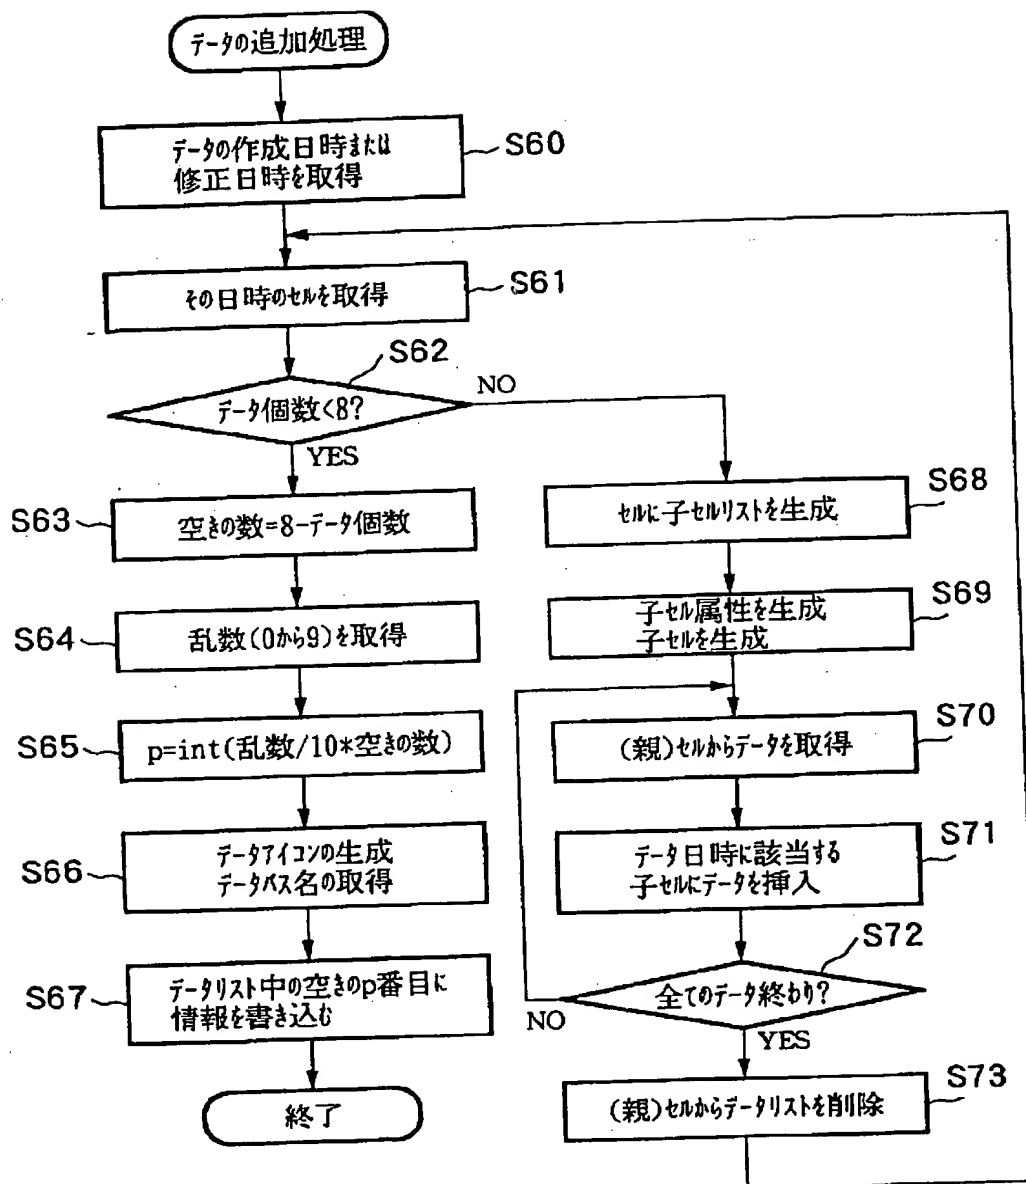 データの追加処理
データの作成日時または
修正日時を取得
S60
その日時のセルを取得
S61
S62
データ個数<8?
NO
YES
S63
空きの数=8-データ個数
S64
乱数(0から9)を取得
S65
p=int(乱数/10*空きの数)
S66
データアイコンの生成
データパス名の取得
S67
データリスト中の空きのp番目に
情報を書き込む
終了
セルに子セルリストを生成
S68
子セル属性を生成
子セルを生成
S69
(親)セルからデータを取得
S70
データ日時に該当する
子セルにデータを挿入
S71
S72
全てのデータ終わり?
NO
YES
(親)セルからデータリストを削除
S73